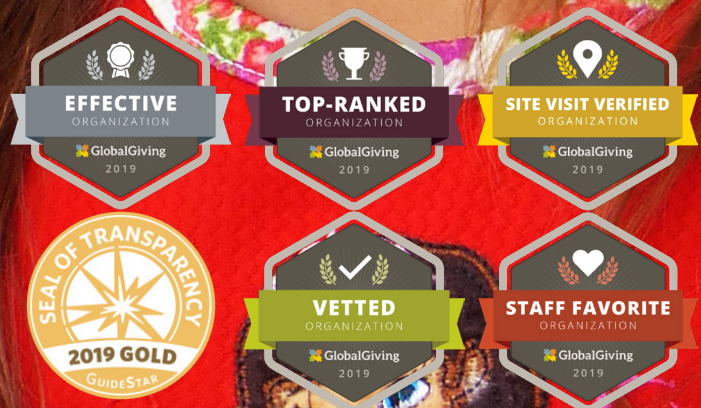 EFFECTIVE
ORGANIZATION
GlobalGiving
2019
TOP-RANKED
ORGANIZATION
GlobalGiving
2019
SITE VISIT VERIFIED
ORGANIZATION
GlobalGiving
2019
SEAL OF TRANSPARENCY
2019 GOLD
GUIDESTAR
VETTED
ORGANIZATION
GlobalGiving
2019
STAFF FAVORITE
ORGANIZATION
GlobalGiving
2019